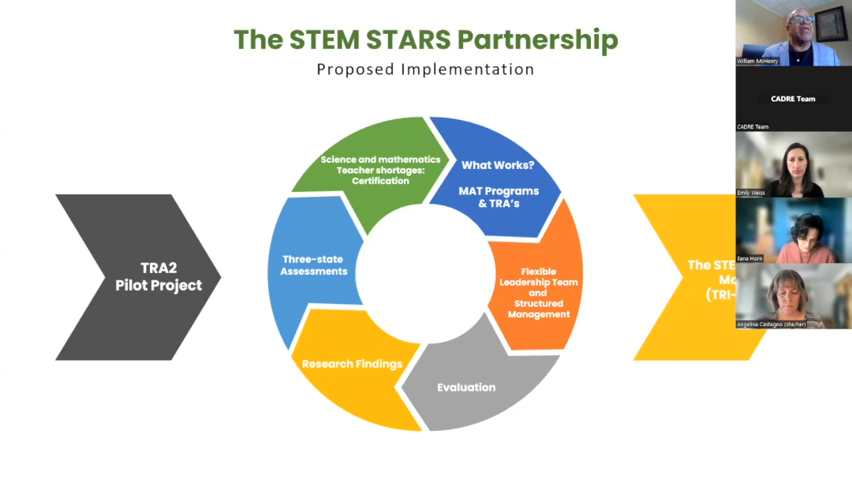 The STEM STARS Partnership
Proposed Implementation
TRA2
Pilot Project
Science and mathematics
Teacher shortages:
Certification
What Works?
MAT Programs
& TRA's
Three-state
Assessments
Flexible
Leadership Team
and
Structured
Management
Research Findings
Evaluation
The STE
Mo
(TRI-
William McHenry
CADRE Team
CADRE Team
Emily Weiss
Ilana Horn
Angelina Castagno (she/her)